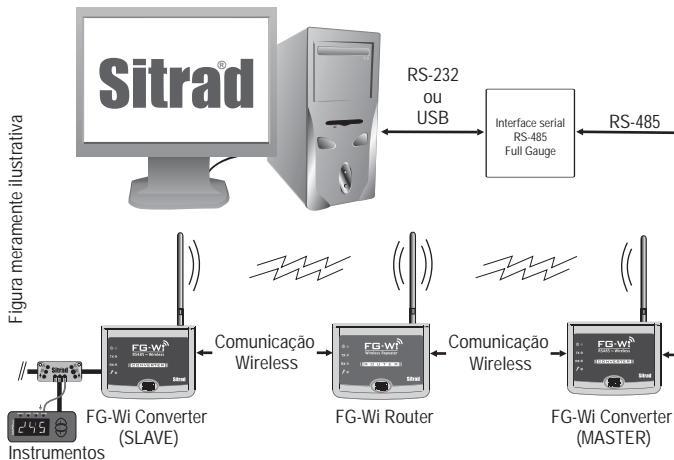 Figura meramente ilustrativa
Sitrad®
RS-232
ou
USB
Interface serial
RS-485
Full Gauge
RS-485
FG-Wi
RS485 - Wireless
CONVERTER
Sitrad
Comunicação
Wireless
FG-Wi
Wireless Repeater
ROUTER
Sitrad
Comunicação
Wireless
FG-Wi
RS485 - Wireless
CONVERTER
Sitrad
Sitrad
245
Instrumentos
FG-Wi Converter
(SLAVE)
FG-Wi Router
FG-Wi Converter
(MASTER)